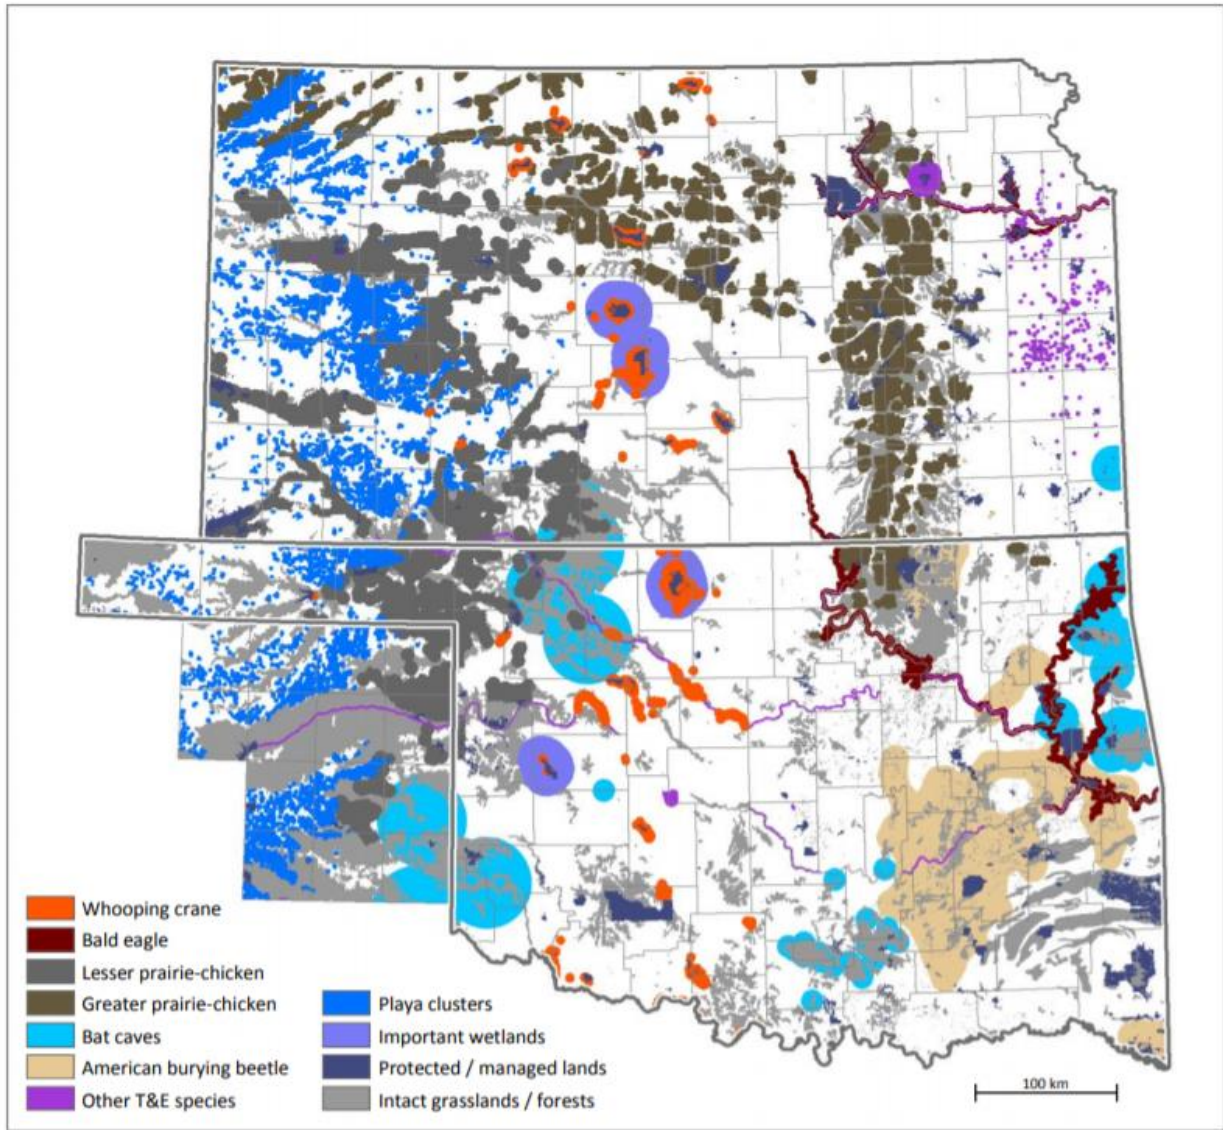 Whooping crane
Bald eagle
Lesser prairie-chicken
Greater prairie-chicken
Bat caves
American burying beetle
Other T&E species
Playa clusters
Important wetlands
Protected / managed lands
Intact grasslands / forests
100 km